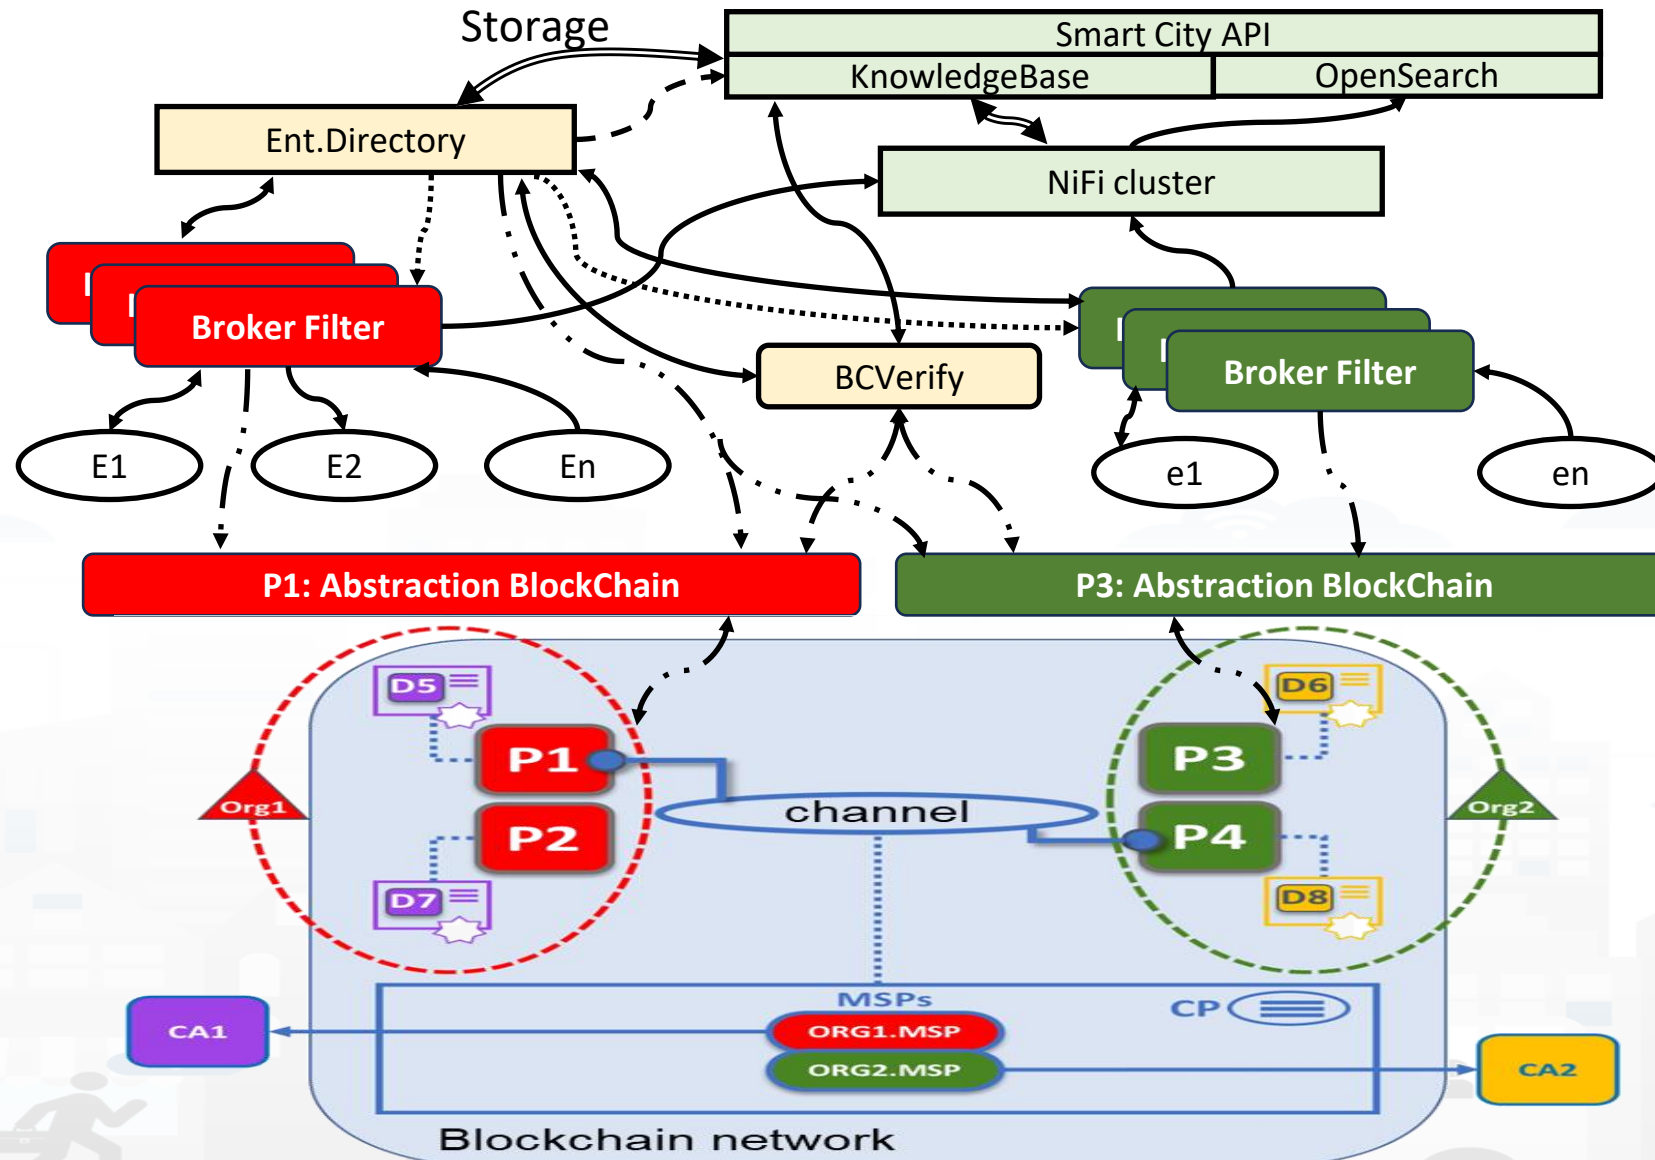 Storage
Smart City API
KnowledgeBase
OpenSearch
Ent.Directory
NiFi cluster
Broker Filter
BCVerify
Broker Filter
E1
E2
En
e1
en
P1: Abstraction BlockChain
P3: Abstraction BlockChain
D5
D6
P1
P3
Org1
channel
Org2
P2
P4
D7
D8
MSPs
CP
CA1
ORG1.MSP
ORG2.MSP
CA2
Blockchain network